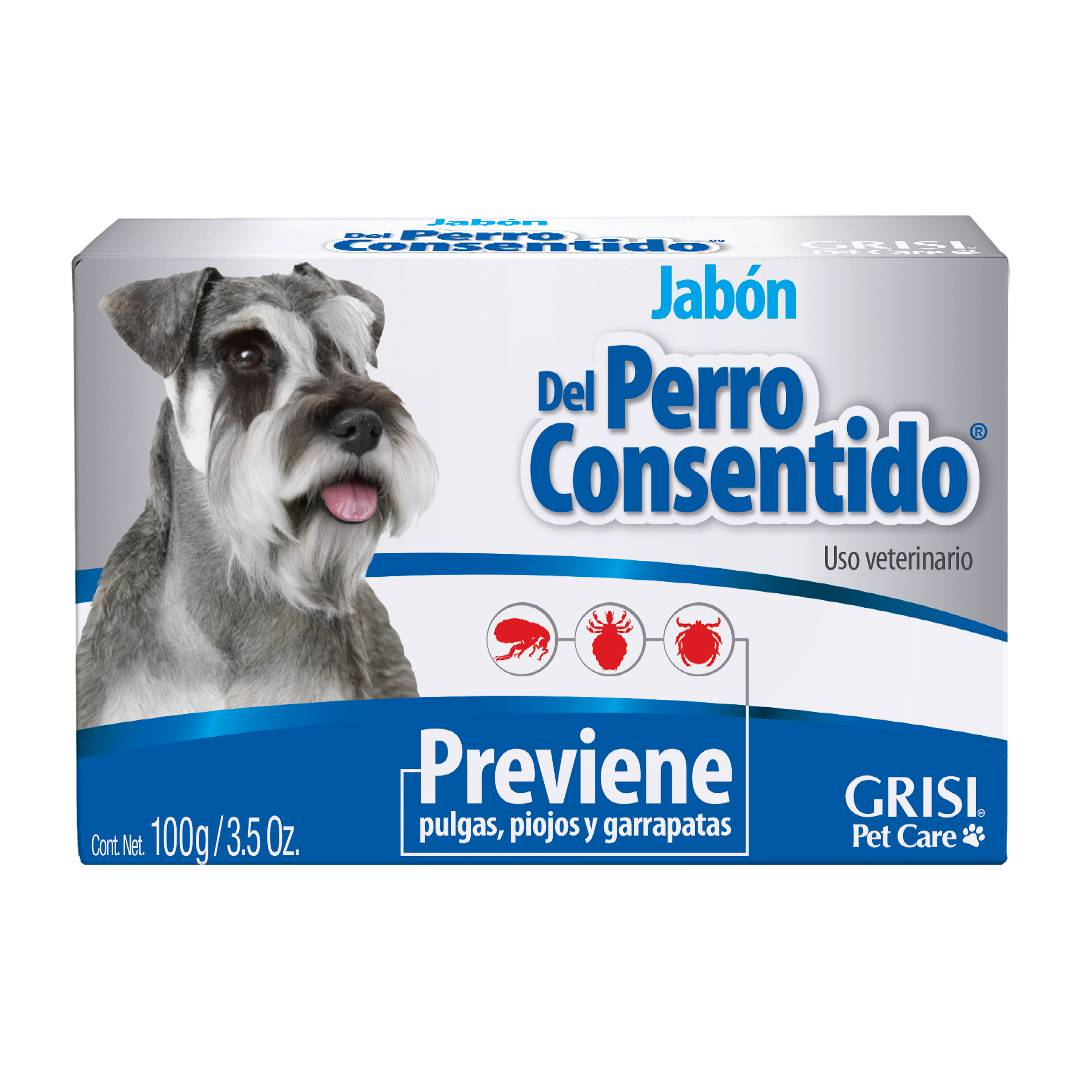 Jabón
Del Perro
Consentido
GRISI
Pet Care
Jabón
Del Perro
Consentido®
Uso veterinario
Previene
pulgas, piojos y garrapatas
Cont. Net. 100g/3.5 Oz.
GRISI®
Pet Care